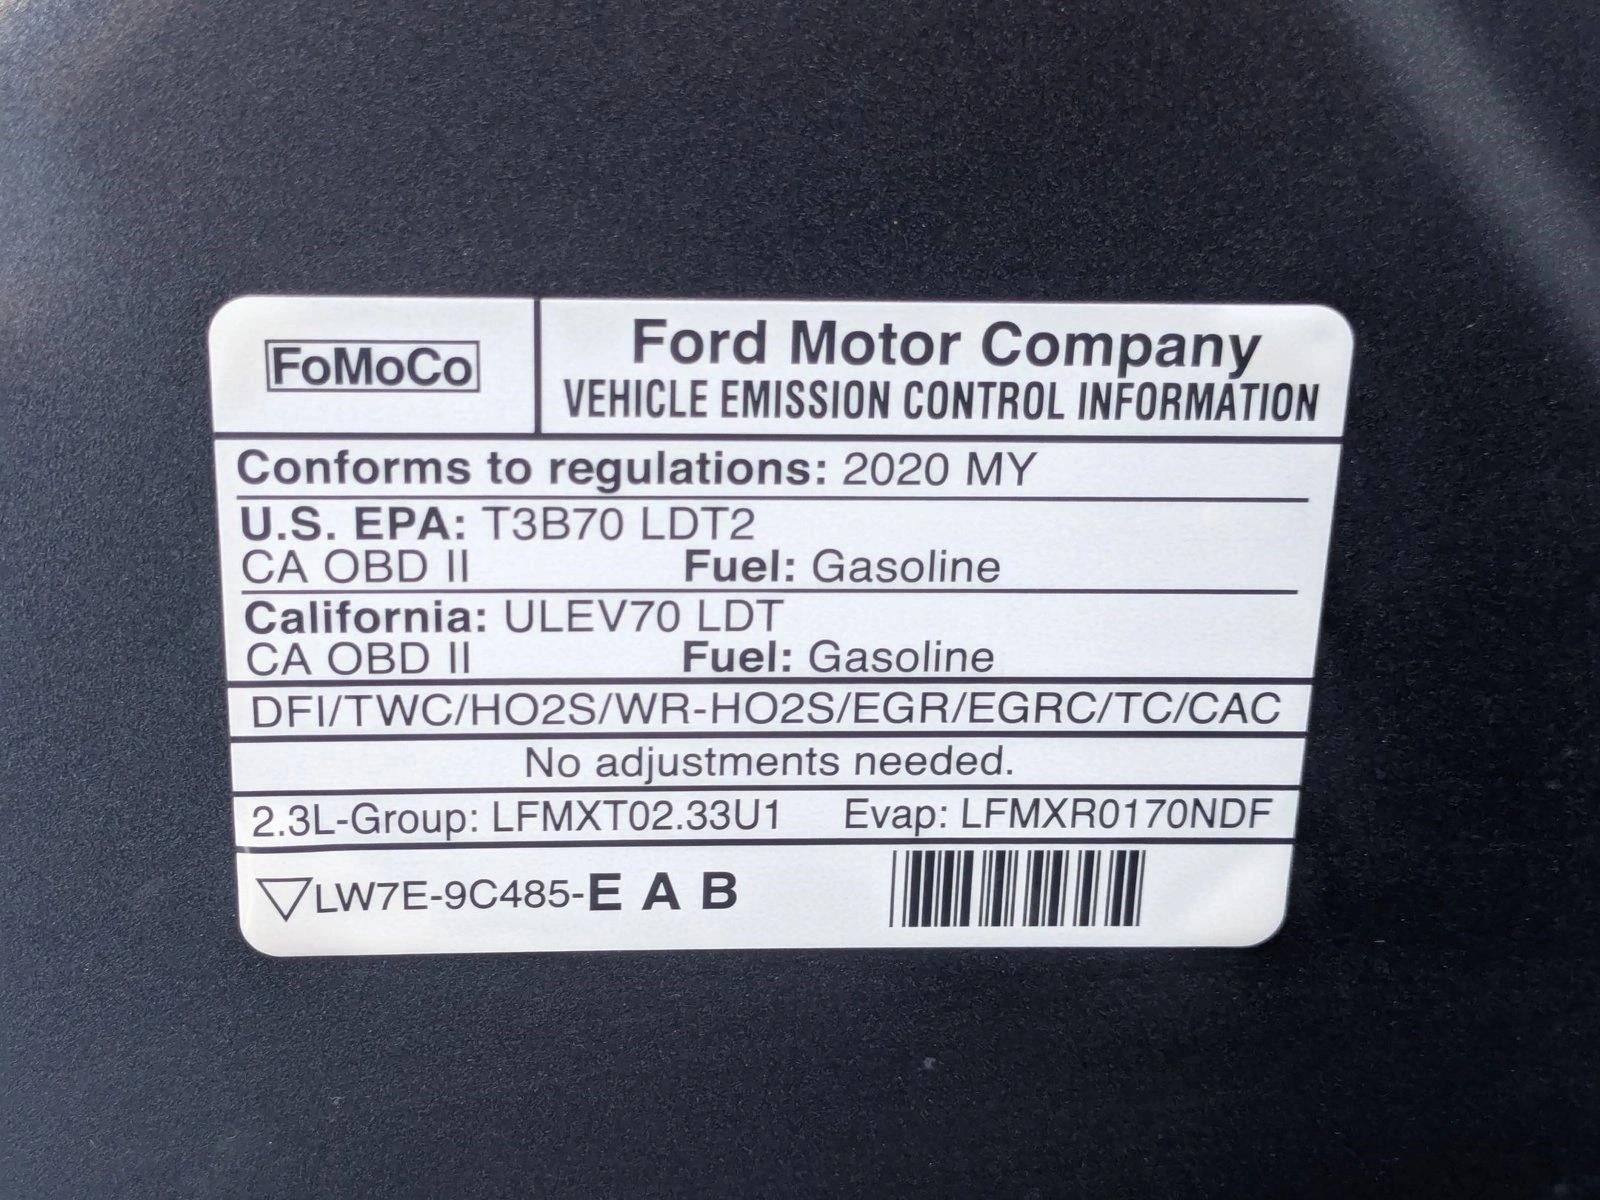 FoMoCo
Ford Motor Company
VEHICLE EMISSION CONTROL INFORMATION
Conforms to regulations: 2020 MY
U.S. EPA: T3B70 LDT2
CA OBD II Fuel: Gasoline
California: ULEV70 LDT
CA OBD II Fuel: Gasoline
DFI/TWC/HO2S/WR-HO2S/EGR/EGRC/TC/CAC
No adjustments needed.
2.3L-Group: LFMXT02.33U1 Evap: LFMXR0170NDF
LW7E-9C485-E A B